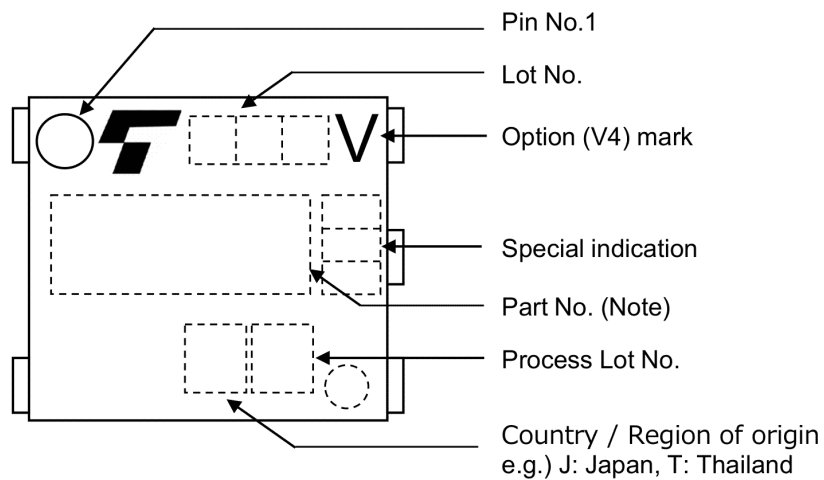 Pin No.1
Lot No.
V
Option (V4) mark
Special indication
Part No. (Note)
Process Lot No.
Country / Region of origin
e.g.) J: Japan, T: Thailand